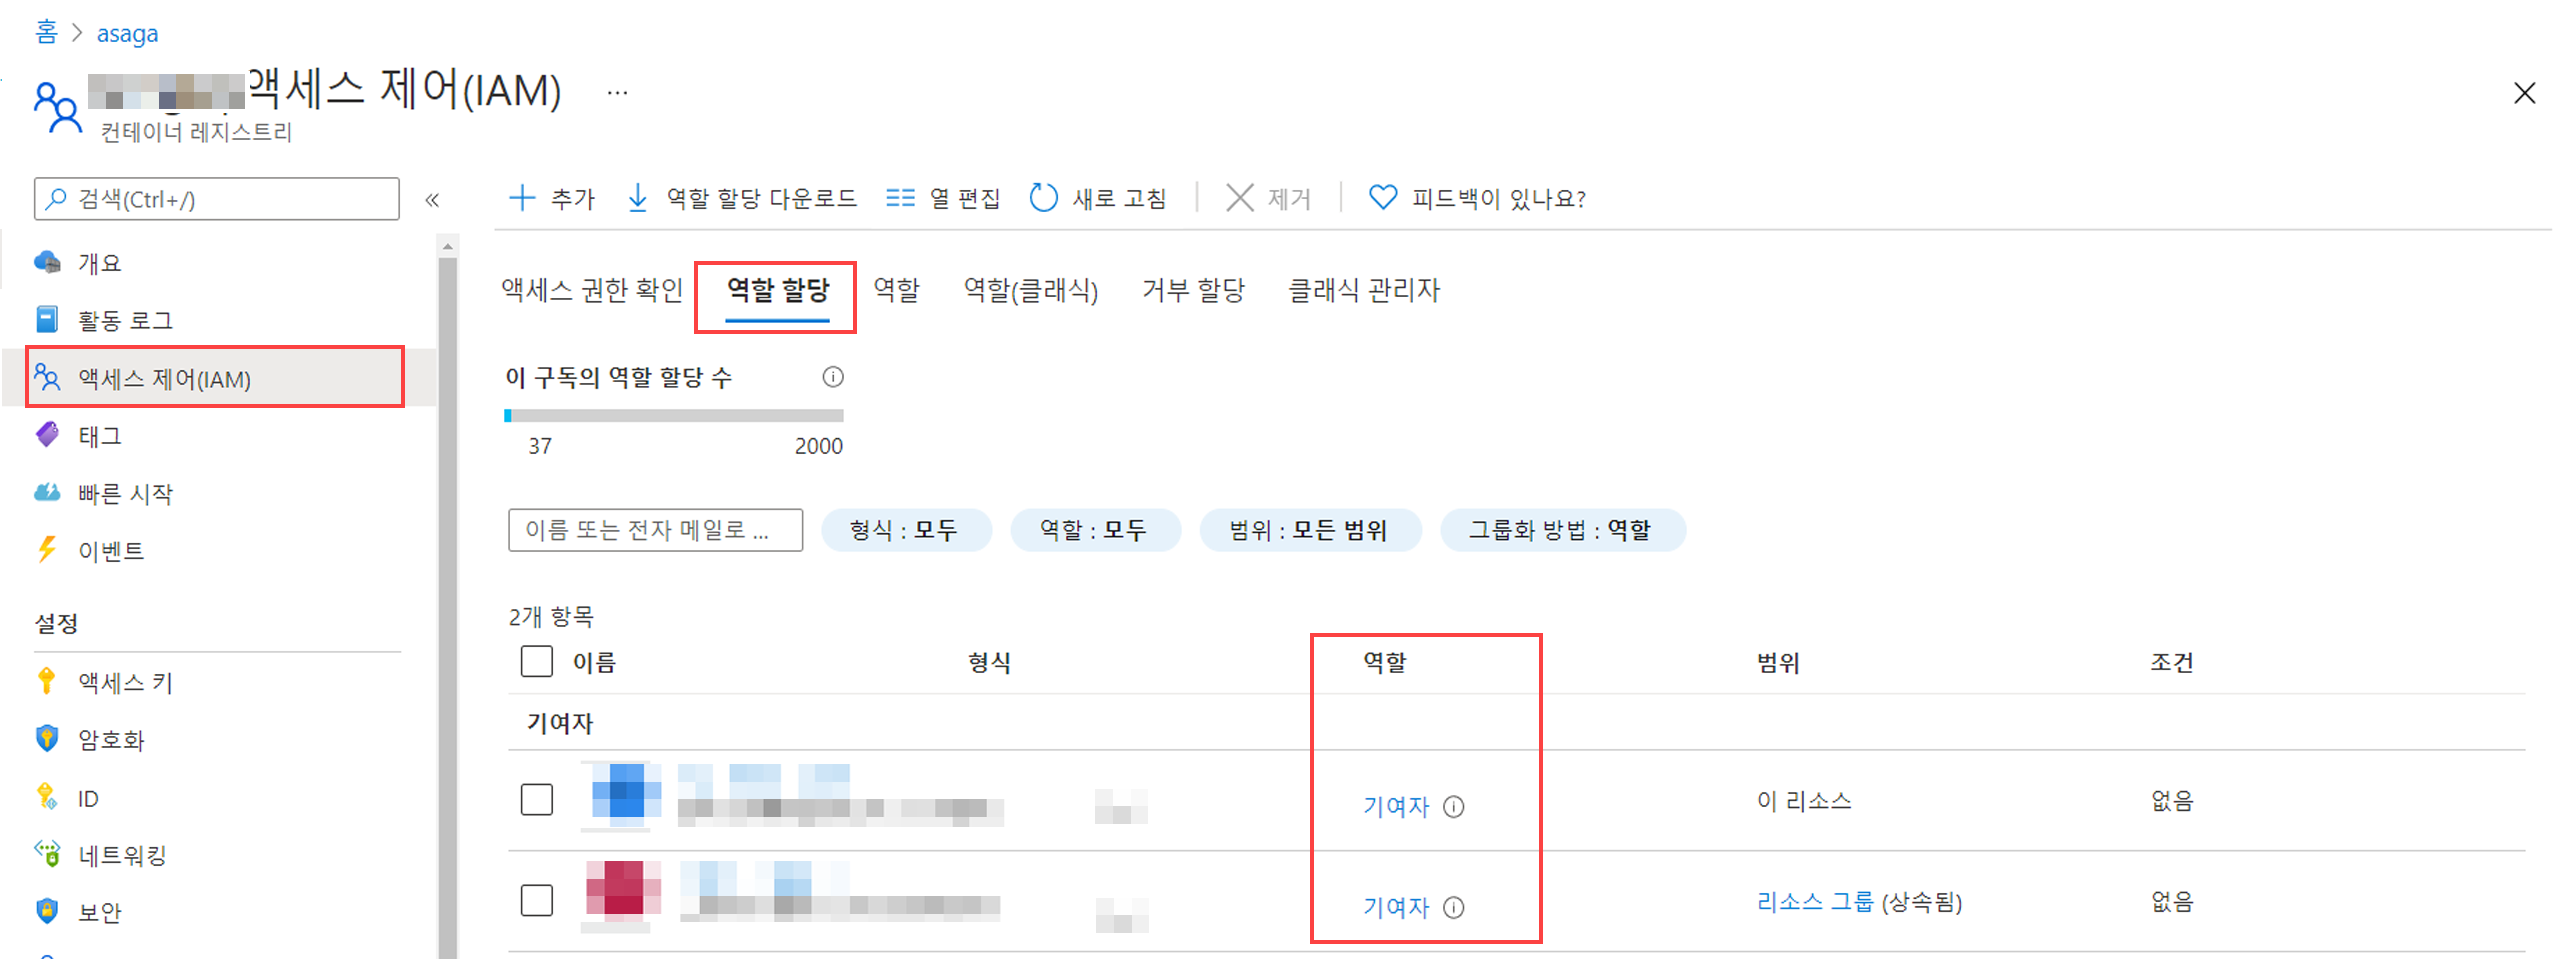 홈 > asaga
액세스 제어(IAM) ...
컨테이너 레지스트리
검색(Ctrl+/)
«
개요
활동 로그
액세스 제어(IAM)
태그
빠른 시작
이벤트
설정
액세스 키
암호화
ID
네트워킹
보안
추가 역할 할당 다운로드 열 편집 새로 고침 제거 피드백이 있나요?
액세스 권한 확인 역할 할당 역할 역할(클래식) 거부 할당 클래식 관리자
이 구독의 역할 할당 수
37 2000
이름 또는 전자 메일로 ... 형식 : 모두 역할 : 모두 범위 : 모든 범위 그룹화 방법 : 역할
2개 항목
이름 형식 역할 범위 조건
기여자
기여자 이 리소스 없음
기여자 리소스 그룹 (상속됨) 없음